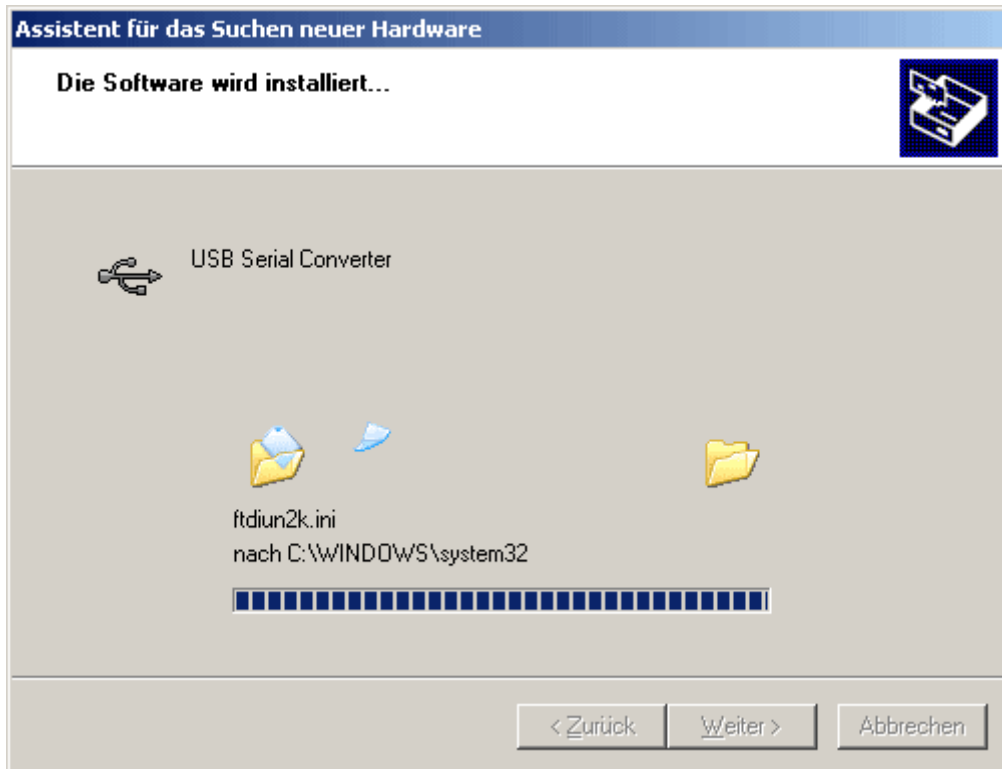 Assistent für das Suchen neuer Hardware
Die Software wird installiert...
USB Serial Converter
ftdiun2k.ini
nach C:\WINDOWS\system32
< Zurück
Weiter >
Abbrechen